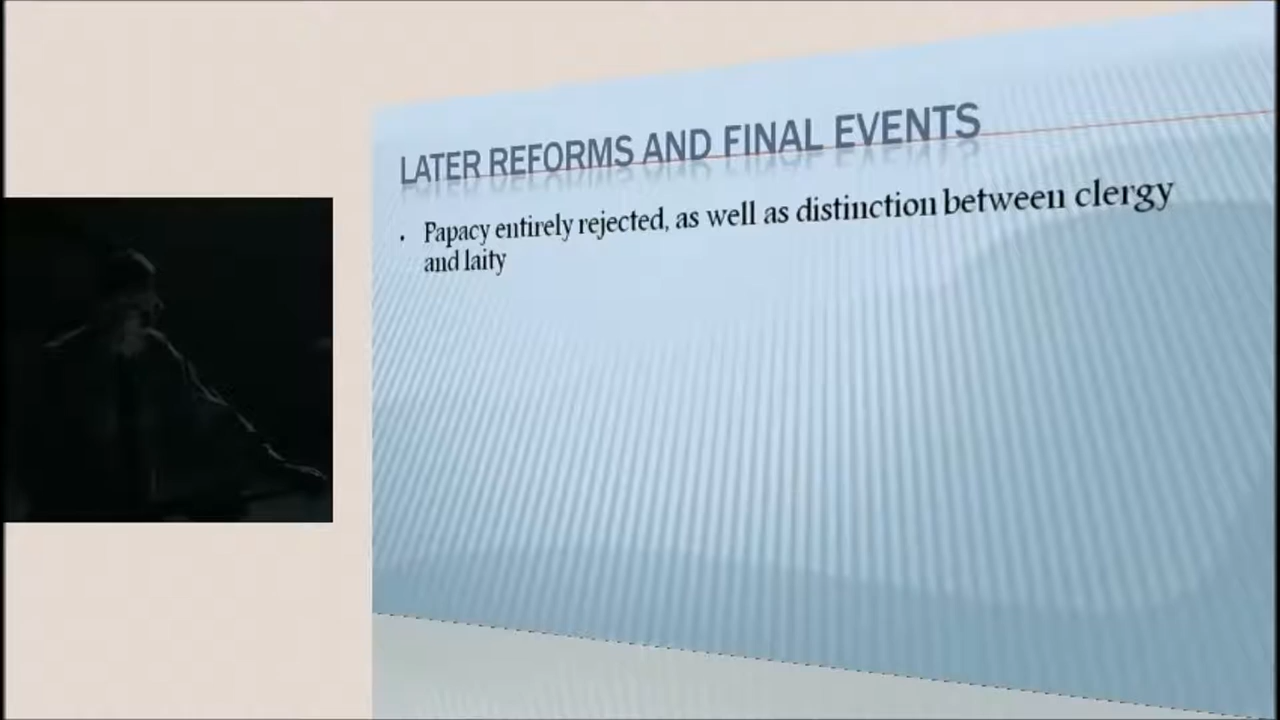 LATER REFORMS AND FINAL EVENTS
• Papacy entirely rejected, as well as distinction between clergy
and laity